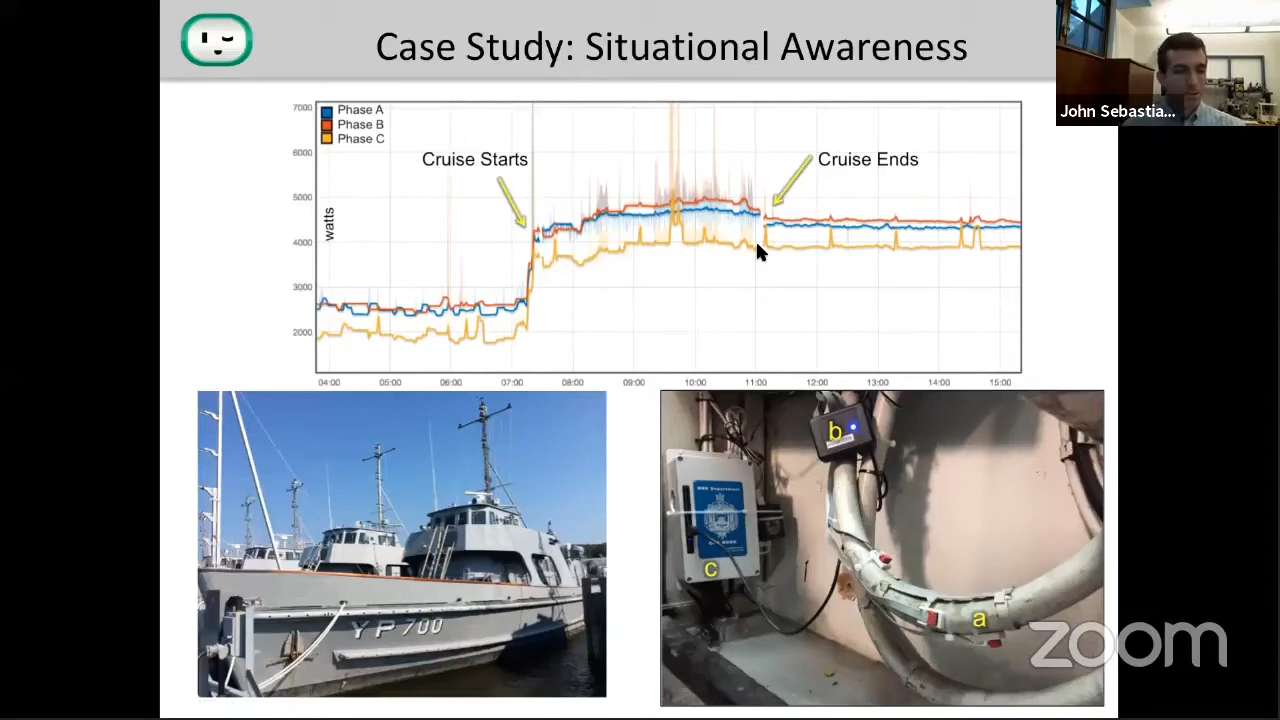 Case Study: Situational Awareness
John Sebastia...
7000
6000
5000
4000
3000
2000
watts
Phase A
Phase B
Phase C
Cruise Starts
Cruise Ends
04:00 05:00 06:00 07:00 08:00 09:00 10:00 11:00 12:00 13:00 14:00 15:00
YP 700
a
b
c
zoom